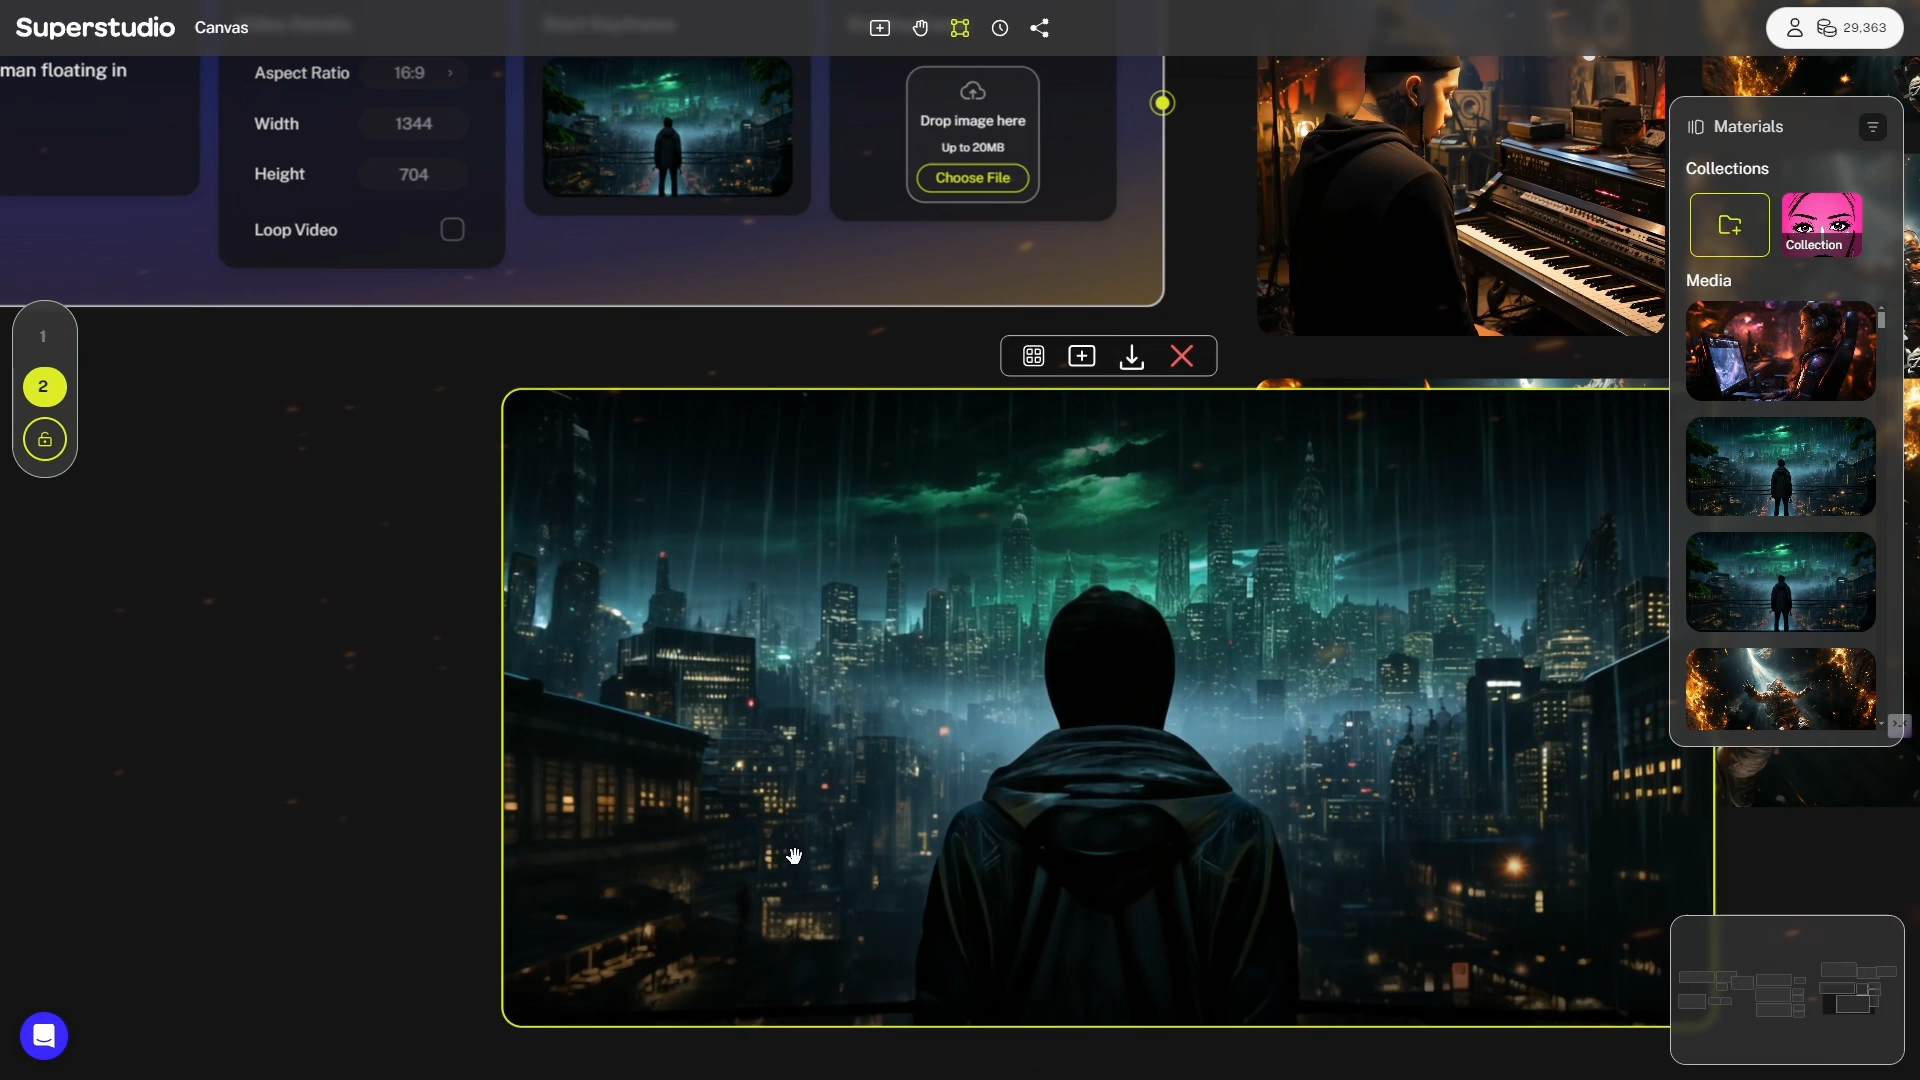 Superstudio
Canvas
29,363
man floating in
Aspect Ratio 16:9
Width 1344
Height 704
Loop Video
Drop image here
Up to 20MB
Choose File
Materials
Collections
Collection
Media
1
2